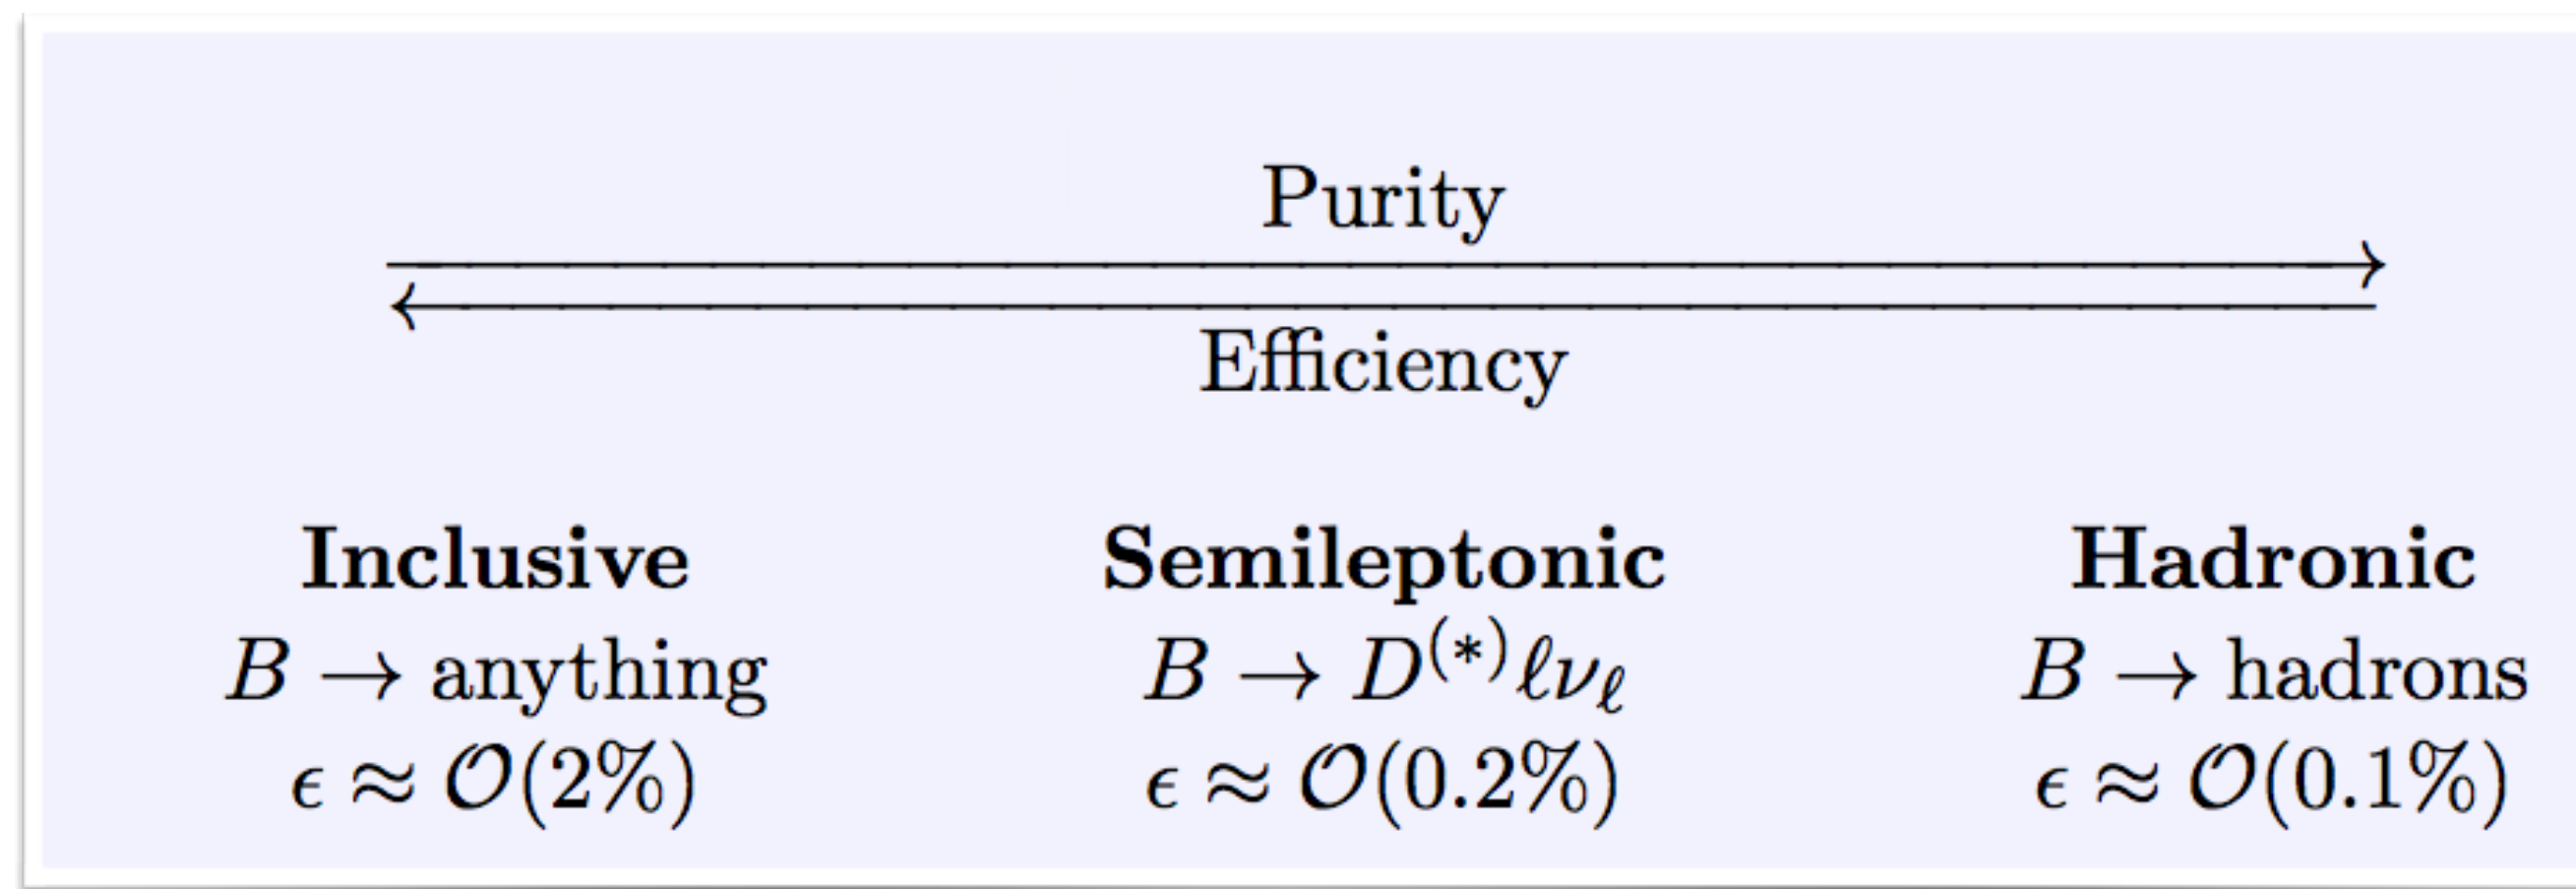 Purity
Efficiency
Inclusive Semileptonic Hadronic
B → anything B → D^(*) ℓν_ℓ B → hadrons
ϵ ≈ 𝒪(2%) ϵ ≈ 𝒪(0.2%) ϵ ≈ 𝒪(0.1%)